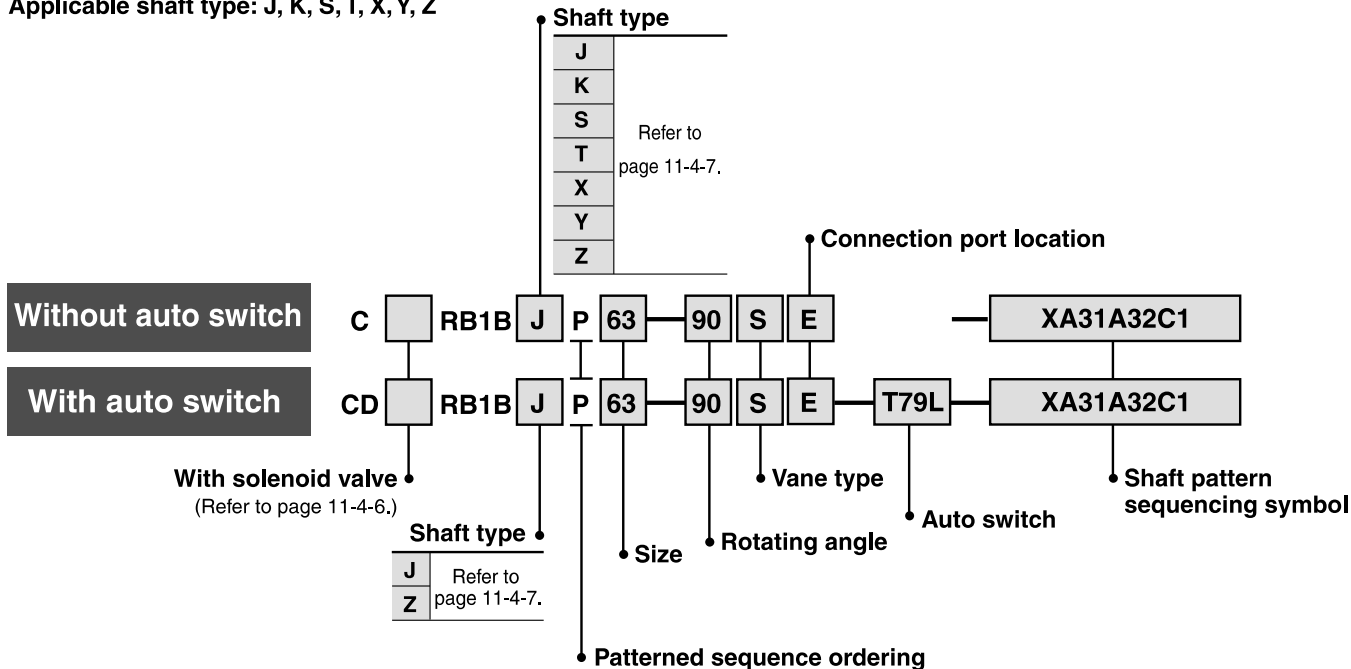 Applicable shaft type: J, K, S, T, X, Y, Z
Shaft type
J
K
S
T
X
Y
Z
Refer to
page 11-4-7.
Connection port location
Without auto switch C RB1B J P 63 — 90 S E — XA31A32C1
With auto switch CD RB1B J P 63 — 90 S E — T79L — XA31A32C1
With solenoid valve
(Refer to page 11-4-6.)
Vane type
Shaft pattern
sequencing symbol
Auto switch
Shaft type
Size
Rotating angle
J
Z
Refer to
page 11-4-7.
Patterned sequence ordering